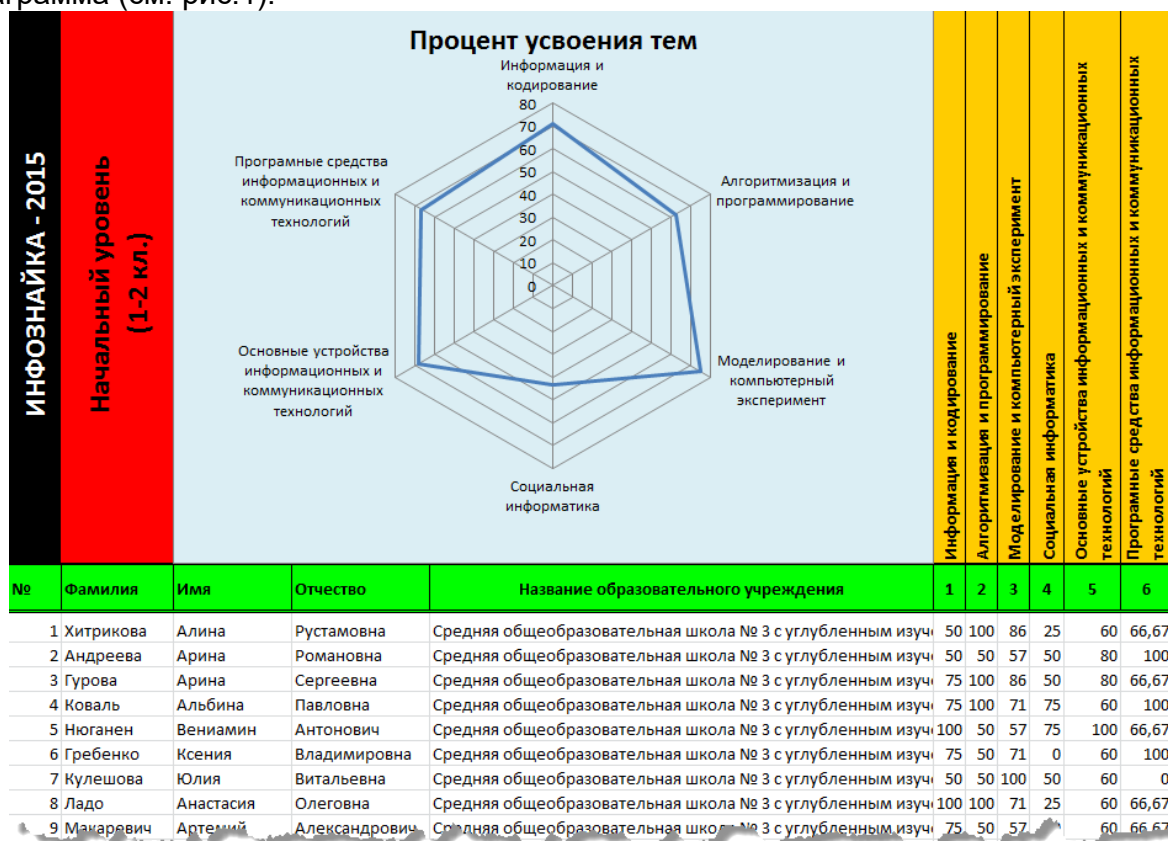 аграмма (см. рис.1).
ИНФОЗНАЙКА - 2015
Начальный уровень
(1-2 кл.)
Процент усвоения тем
Информация и
кодирование
80
70
60
50
40
30
20
10
0
Алгоритмизация и
программирование
Моделирование и
компьютерный
эксперимент
Социальная
информатика
Основные устройства
информационных и
коммуникационных
технологий
Програмные средства
информационных и
коммуникационных
технологий
Информация и кодирование
Алгоритмизация и программирование
Моделирование и компьютерный эксперимент
Социальная информатика
Основные устройства информационных и коммуникационных
технологий
Програмные средства информационных и коммуникационных
технологий
№ Фамилия Имя Отчество Название образовательного учреждения 1 2 3 4 5 6
1 Хитрикова Алина Рустамовна Средняя общеобразовательная школа № 3 с углубленным изуч 50 100 86 25 60 66,67
2 Андреева Арина Романовна Средняя общеобразовательная школа № 3 с углубленным изуч 50 50 57 50 80 100
3 Гурова Арина Сергеевна Средняя общеобразовательная школа № 3 с углубленным изуч 75 100 86 50 80 66,67
4 Коваль Альбина Павловна Средняя общеобразовательная школа № 3 с углубленным изуч 75 100 71 75 60 100
5 Нюганен Вениамин Антонович Средняя общеобразовательная школа № 3 с углубленным изуч 100 50 57 75 100 66,67
6 Гребенко Ксения Владимировна Средняя общеобразовательная школа № 3 с углубленным изуч 75 50 71 0 60 100
7 Кулешова Юлия Витальевна Средняя общеобразовательная школа № 3 с углубленным изуч 50 50 100 50 60 0
8 Ладо Анастасия Олеговна Средняя общеобразовательная школа № 3 с углубленным изуч 100 100 71 25 60 66,67
9 Макаревич Артемий Александрович Средняя общеобразовательная школа № 3 с углубленным изуч 75 50 57 60 66,67